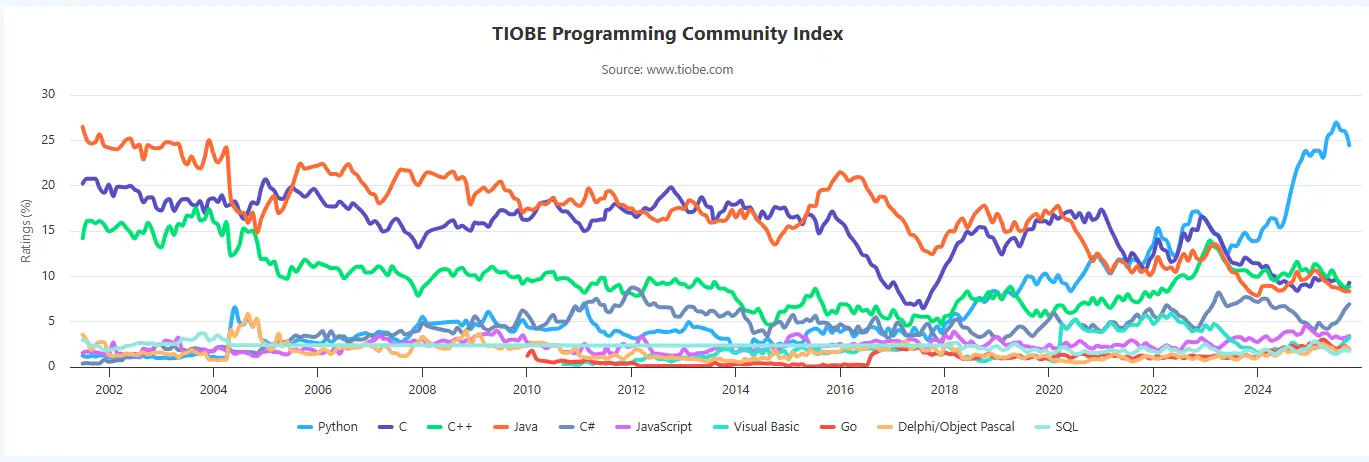 TIOBE Programming Community Index
Source: www.tiobe.com
Ratings (%)
30
25
20
15
10
5
0
2002 2004 2006 2008 2010 2012 2014 2016 2018 2020 2022 2024
Python C C++ Java C# JavaScript Visual Basic Go Delphi/Object Pascal SQL